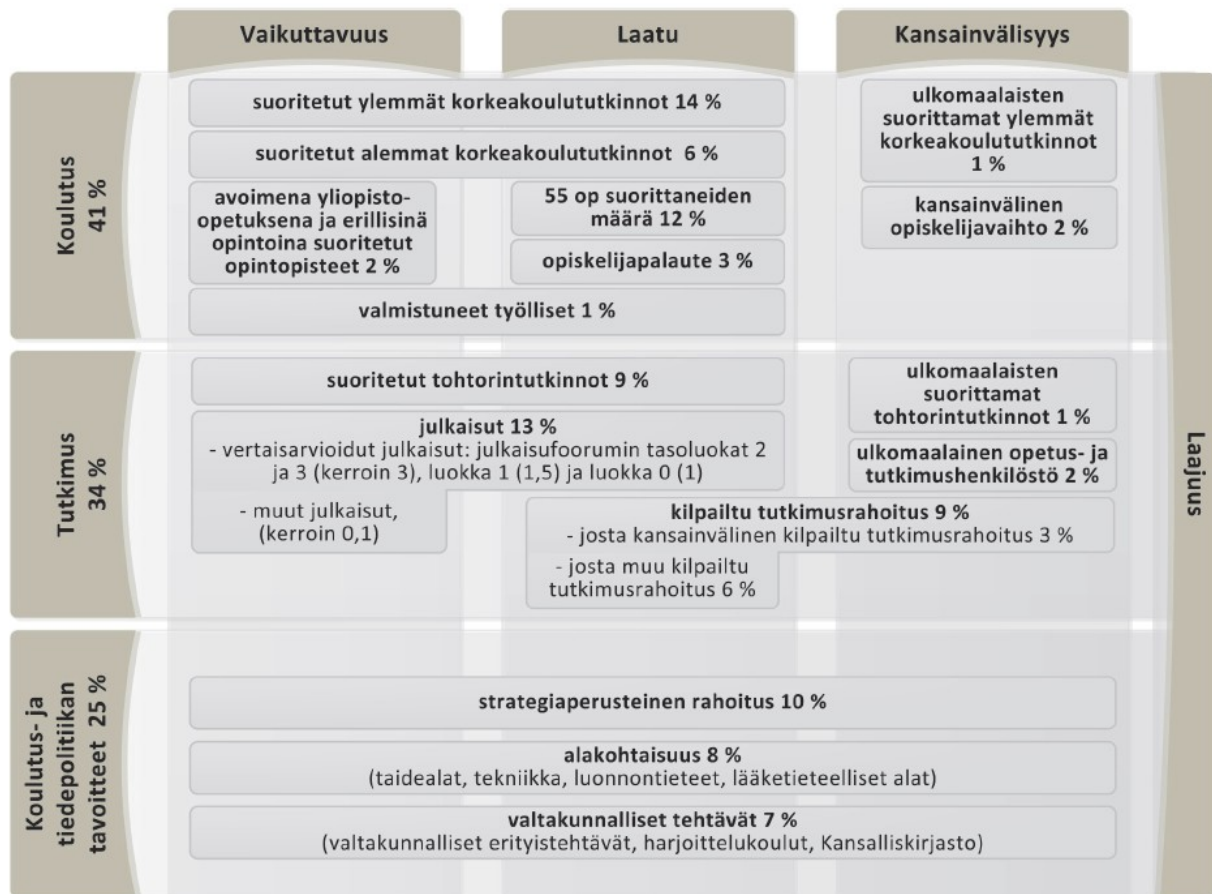 Vaikuttavuus
Laatu
Kansainvälisyys
Koulutus
41 %
suoritetut ylemmät korkeakoulututkinnot 14 %
suoritetut alemmat korkeakoulututkinnot 6 %
avoimena yliopisto-
opetuksena ja erillisinä
opintoina suoritetut
opintopisteet 2 %
55 op suorittaneiden
määrä 12 %
opiskelijapalaute 3 %
valmistuneet työlliset 1 %
ulkomaalaisten
suorittamat ylemmät
korkeakoulututkinnot
1 %
kansainvälinen
opiskelijavaihto 2 %
Tutkimus
34 %
suoritetut tohtorintutkinnot 9 %
julkaisut 13 %
- vertaisarvioidut julkaisut: julkaisufoorumin tasoluokat 2
ja 3 (kerroin 3), luokka 1 (1,5) ja luokka 0 (1)
- muut julkaisut,
(kerroin 0,1)
ulkomaalaisten
suorittamat
tohtorintutkinnot 1 %
ulkomaalainen opetus- ja
tutkimushenkilöstö 2 %
kilpailtu tutkimusrahoitus 9 %
- josta kansainvälinen kilpailtu tutkimusrahoitus 3 %
- josta muu kilpailtu
tutkimusrahoitus 6 %
Koulutus- ja
tiedepolitiikan
tavoitteet 25 %
strategiaperusteinen rahoitus 10 %
alakohtaisuus 8 %
(taidealat, tekniikka, luonnontieteet, lääketieteelliset alat)
valtakunnalliset tehtävät 7 %
(valtakunnalliset erityistehtävät, harjoittelukoulut, Kansalliskirjasto)
Laajuus